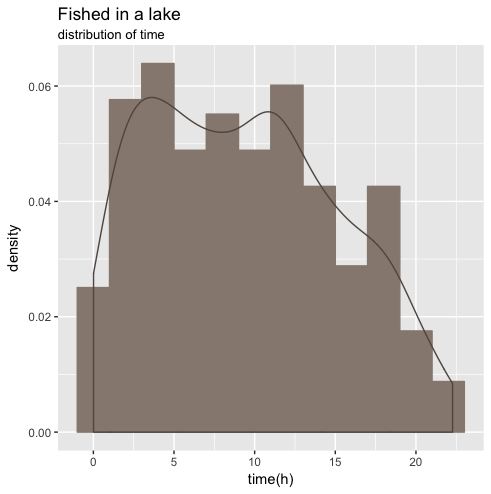 Fished in a lake
distribution of time
0.06
0.04
0.02
0.00
density
0 5 10 15 20
time(h)